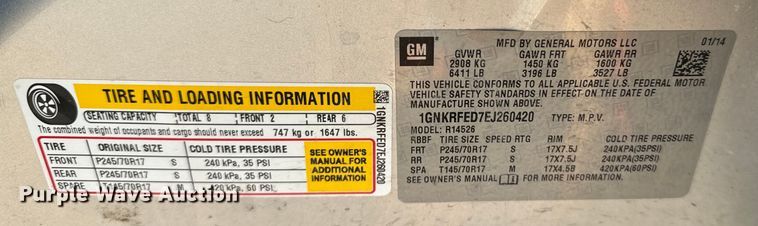 TIRE AND LOADING INFORMATION
SEATING CAPACITY TOTAL 8 FRONT 2 REAR 6
The combined weight of occupants and cargo should never exceed 747 kg or 1647 lbs.
TIRE ORIGINAL SIZE COLD TIRE PRESSURE
FRONT P245/70R17 S 240 kPa, 35 PSI
REAR P245/70R17 S 240 kPa, 35 PSI
SPARE T145/70R17 M 420 kPa, 60 PSI
SEE OWNER'S
MANUAL FOR
ADDITIONAL
INFORMATION
1GNKRFED7EJ260420
GM
MFD BY GENERAL MOTORS LLC 01/14
GVWR GAWR FRT GAWR RR
2908 KG 1450 KG 1600 KG
6411 LB 3196 LB 3527 LB
THIS VEHICLE CONFORMS TO ALL APPLICABLE U.S. FEDERAL MOTOR
VEHICLE SAFETY STANDARDS IN EFFECT ON THE DATE OF
MANUFACTURE SHOWN ABOVE.
1GNKRFED7EJ260420 TYPE: M.P.V.
MODEL: R14526
RBBF TIRE SIZE SPEED RTG RIM COLD TIRE PRESSURE
FRT P245/70R17 S 17X7.5J 240KPA(35PSI)
RR P245/70R17 S 17X7.5J 240KPA(35PSI)
SPA T145/70R17 M 17X4.5B 420KPA(60PSI)
SEE OWNER'S MANUAL FOR MORE INFORMATION.
Purple Wave Auction